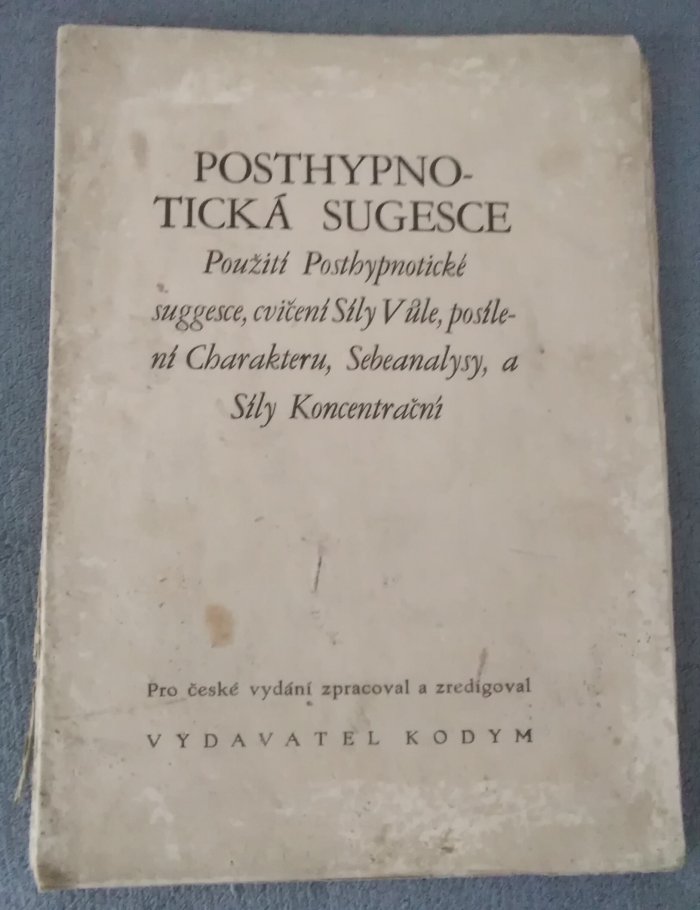 POSTHYPNO-
TICKÁ SUGESCE
Použití Posthypnotické
suggesce, cvičení Síly Vůle, posíle-
ní Charakteru, Sebeanalysy, a
Síly Koncentrační
Pro české vydání zpracoval a zredigoval
VYDAVATEL KODYM